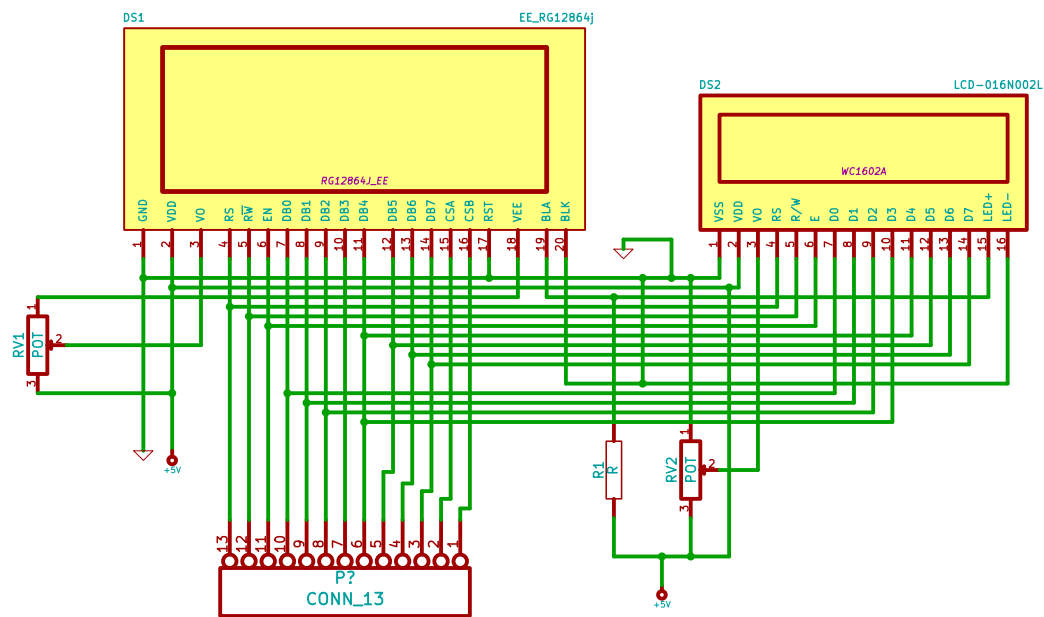 DS1 EE_RG12864j
RG12864J_EE
GND VDD VO RS RW EN DB0 DB1 DB2 DB3 DB4 DB5 DB6 DB7 CSA CSB RST VEE BLA BLK
1 2 3 4 5 6 7 8 9 10 11 12 13 14 15 16 17 18 19 20
DS2 LCD-016N002L
WC1602A
VSS VDD VO RS R/W E D0 D1 D2 D3 D4 D5 D6 D7 LED+ LED-
1 2 3 4 5 6 7 8 9 10 11 12 13 14 15 16
RV1 POT 1 2 3
+5V
R1 R
RV2 POT 1 2 3
+5V
13 12 11 10 9 8 7 6 5 4 3 2 1
P?
CONN_13